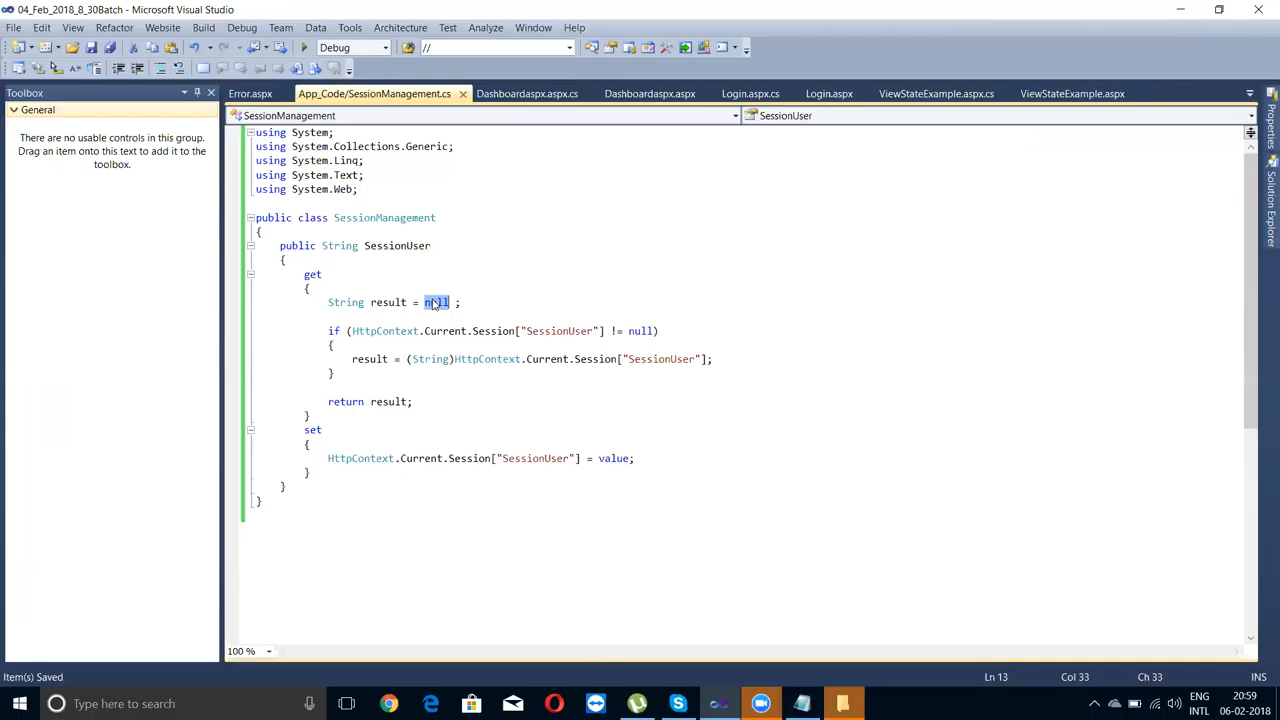 04_Feb_2018_8_30Batch - Microsoft Visual Studio
File Edit View Refactor Website Build Debug Team Data Tools Architecture Test Analyze Window Help
Debug //
Toolbox
General
There are no usable controls in this group. Drag an item onto this text to add it to the toolbox.
Error.aspx App_Code/SessionManagement.cs Dashboardaspx.aspx.cs Dashboardaspx.aspx Login.aspx.cs Login.aspx ViewStateExample.aspx.cs ViewStateExample.aspx
SessionManagement SessionUser
using System;
using System.Collections.Generic;
using System.Linq;
using System.Text;
using System.Web;
public class SessionManagement
{
public String SessionUser
{
get
{
String result = null ;
if (HttpContext.Current.Session["SessionUser"] != null)
{
result = (String)HttpContext.Current.Session["SessionUser"];
}
return result;
}
set
{
HttpContext.Current.Session["SessionUser"] = value;
}
}
}
100 %
Properties
Solution Explorer
Item(s) Saved Ln 13 Col 33 Ch 33 INS
Type here to search
ENG 20:59
INTL 06-02-2018